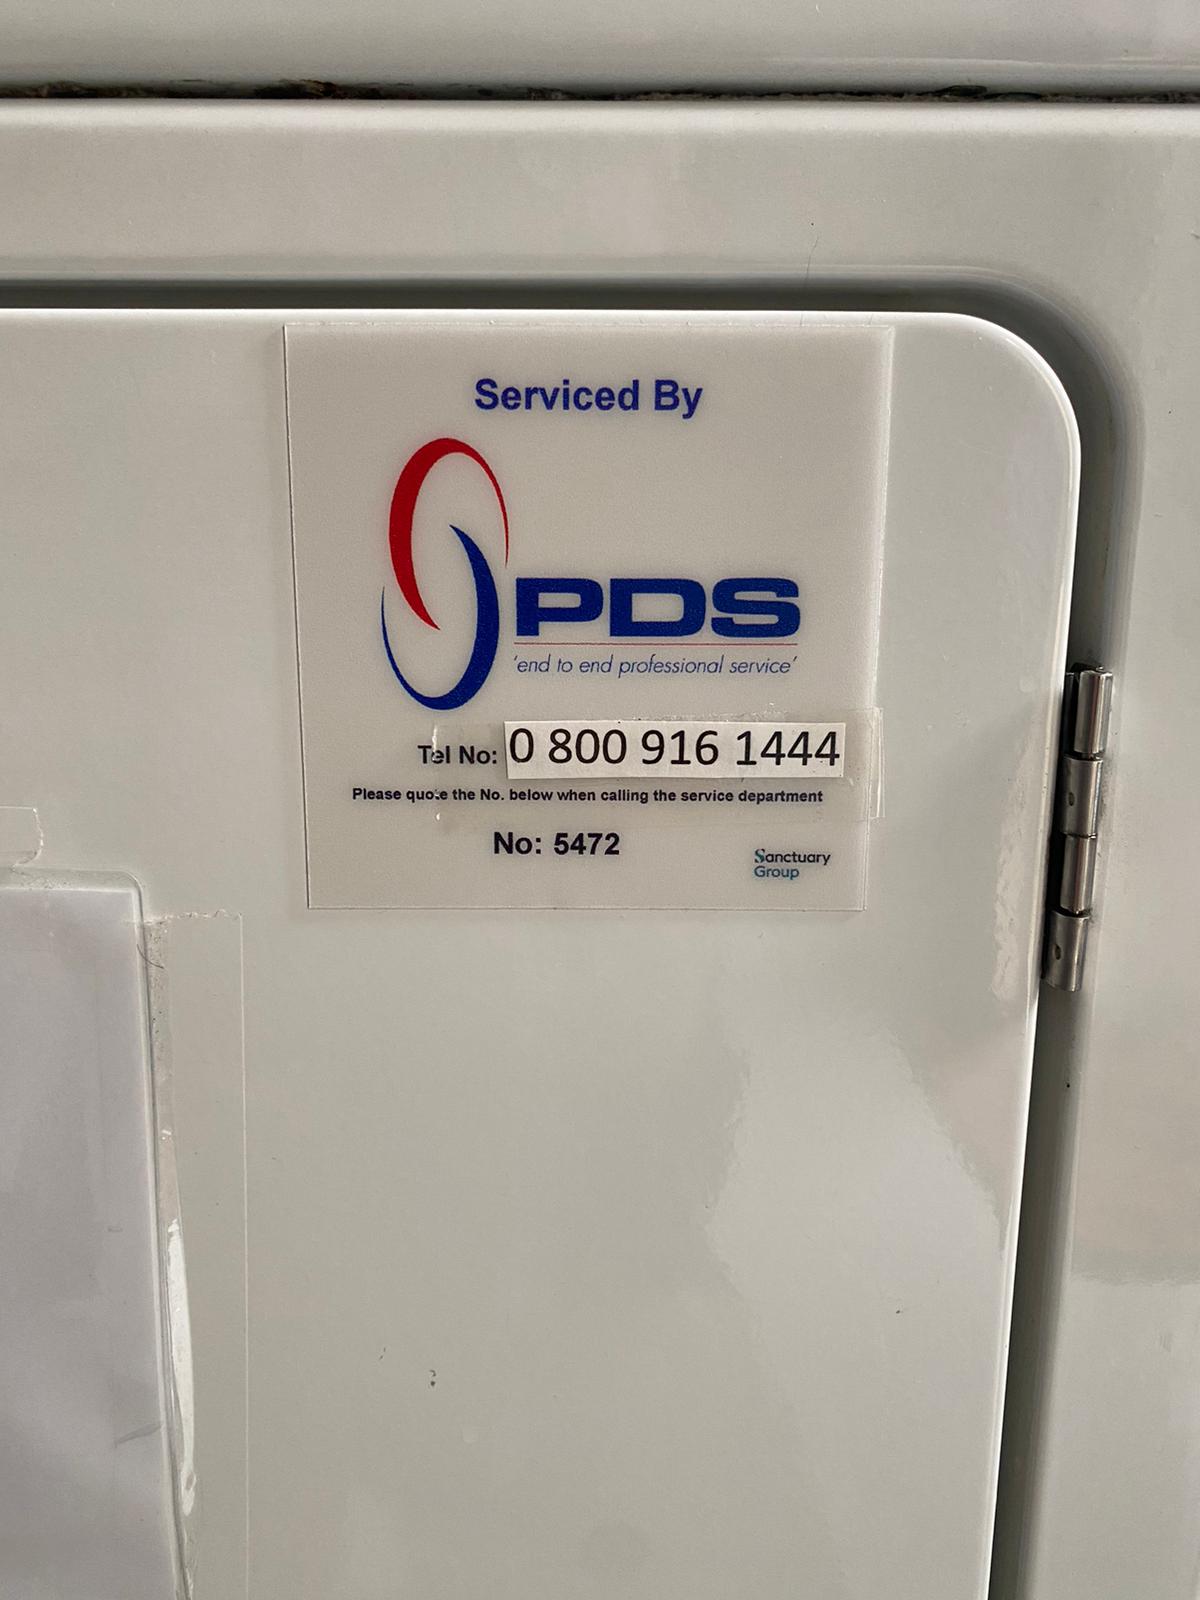 Serviced By
PDS
'end to end professional service'
Tel No: 0 800 916 1444
Please quote the No. below when calling the service department
No: 5472
Sanctuary
Group